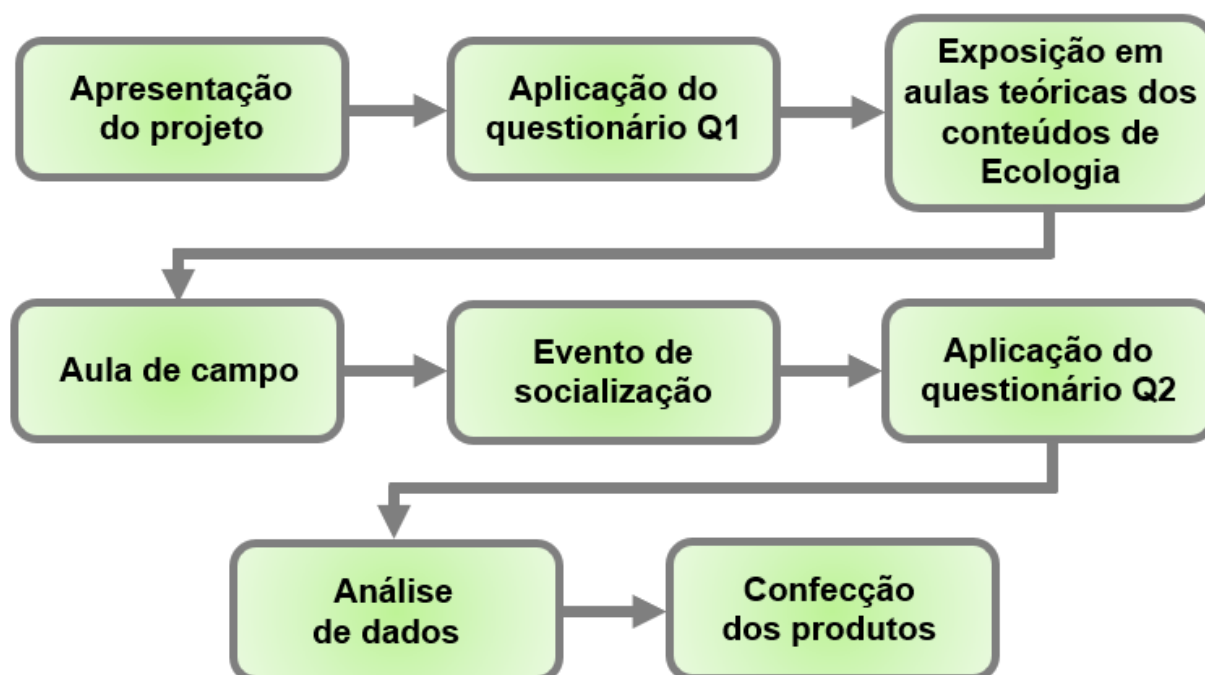 Apresentação
do projeto
Aplicação do
questionário Q1
Exposição em
aulas teóricas dos
conteúdos de
Ecologia
Aula de campo
Evento de
socialização
Aplicação do
questionário Q2
Análise
de dados
Confecção
dos produtos